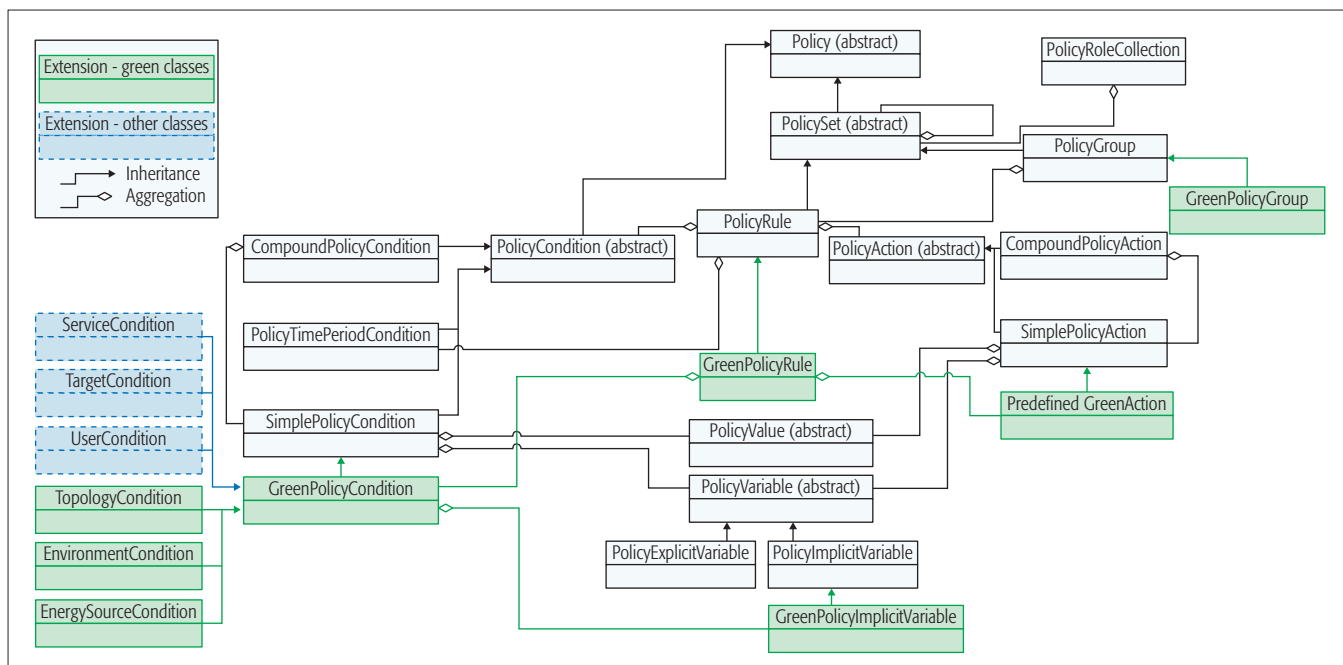 Extension - green classes
Extension - other classes
Inheritance
Aggregation
Policy (abstract)
PolicyRoleCollection
PolicySet (abstract)
PolicyGroup
GreenPolicyGroup
PolicyRule
CompoundPolicyCondition
PolicyCondition (abstract)
PolicyAction (abstract)
CompoundPolicyAction
ServiceCondition
PolicyTimePeriodCondition
SimplePolicyAction
TargetCondition
GreenPolicyRule
Predefined GreenAction
UserCondition
SimplePolicyCondition
PolicyValue (abstract)
TopologyCondition
GreenPolicyCondition
PolicyVariable (abstract)
EnvironmentCondition
PolicyExplicitVariable
PolicyImplicitVariable
EnergySourceCondition
GreenPolicyImplicitVariable